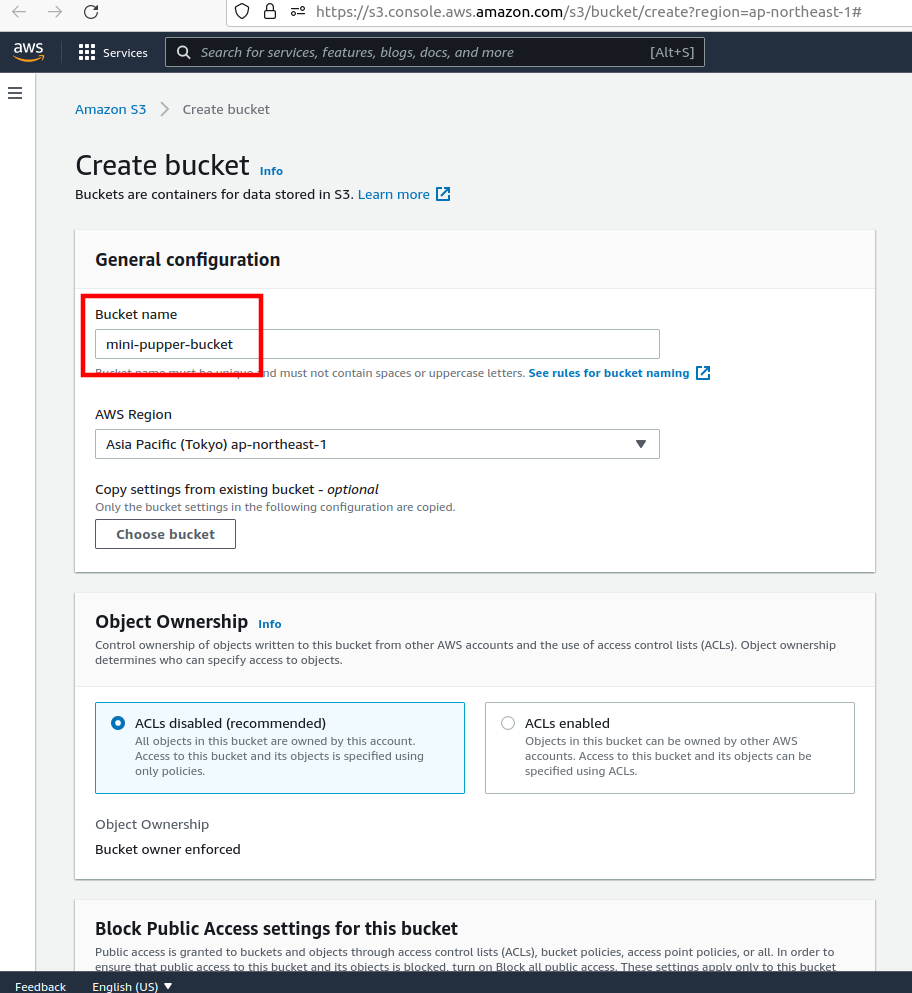 https://s3.console.aws.amazon.com/s3/bucket/create?region=ap-northeast-1#
aws
Services
Search for services, features, blogs, docs, and more
[Alt+S]
Amazon S3
Create bucket
Create bucket Info
Buckets are containers for data stored in S3. Learn more
General configuration
Bucket name
mini-pupper-bucket
Bucket name must be unique and must not contain spaces or uppercase letters. See rules for bucket naming
AWS Region
Asia Pacific (Tokyo) ap-northeast-1
Copy settings from existing bucket - optional
Only the bucket settings in the following configuration are copied.
Choose bucket
Object Ownership Info
Control ownership of objects written to this bucket from other AWS accounts and the use of access control lists (ACLs). Object ownership
determines who can specify access to objects.
ACLs disabled (recommended)
All objects in this bucket are owned by this account.
Access to this bucket and its objects is specified using
only policies.
ACLs enabled
Objects in this bucket can be owned by other AWS
accounts. Access to this bucket and its objects can be
specified using ACLs.
Object Ownership
Bucket owner enforced
Block Public Access settings for this bucket
Public access is granted to buckets and objects through access control lists (ACLs), bucket policies, access point policies, or all. In order to
ensure that public access to this bucket and its objects is blocked, turn on Block all public access. These settings apply only to this bucket
Feedback
English (US)